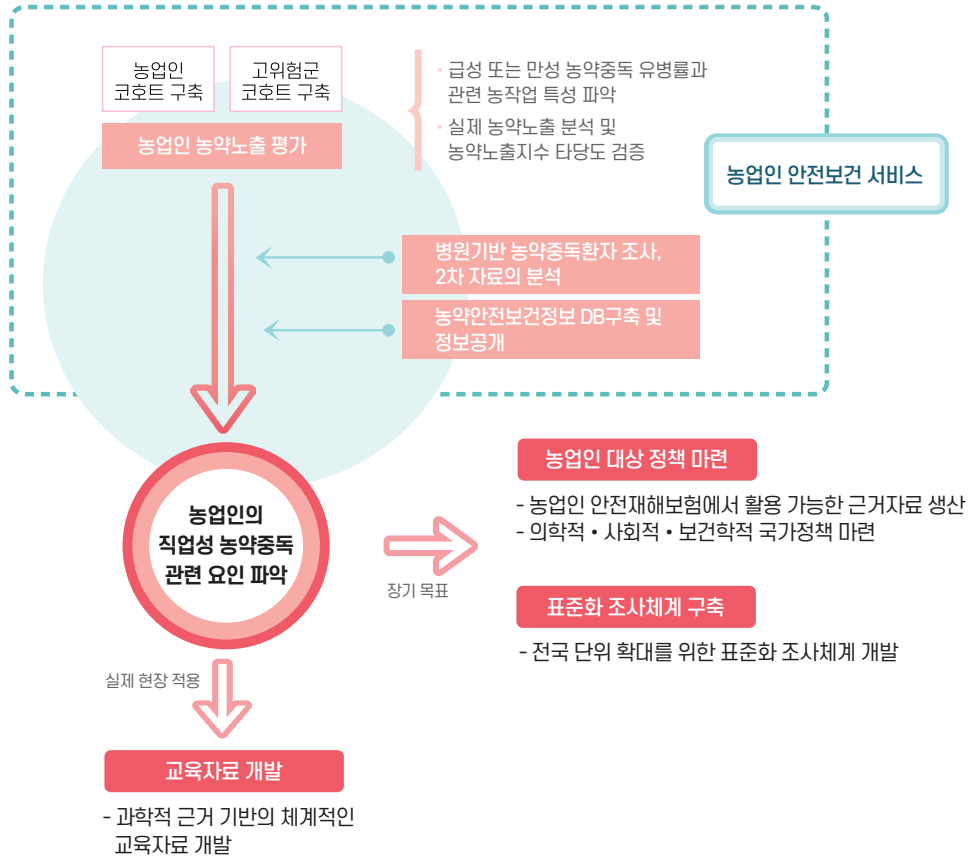 농업인
코호트 구축
고위험군
코호트 구축
농업인 농약노출 평가
· 급성 또는 만성 농약중독 유병률과
관련 농작업 특성 파악
· 실제 농약노출 분석 및
농약노출지수 타당도 검증
농업인 안전보건 서비스
병원기반 농약중독환자 조사,
2차 자료의 분석
농약안전보건정보 DB구축 및
정보공개
농업인의
직업성 농약중독
관련 요인 파악
장기 목표
농업인 대상 정책 마련
- 농업인 안전재해보험에서 활용 가능한 근거자료 생산
- 의학적 • 사회적 • 보건학적 국가정책 마련
표준화 조사체계 구축
- 전국 단위 확대를 위한 표준화 조사체계 개발
실제 현장 적용
교육자료 개발
- 과학적 근거 기반의 체계적인
교육자료 개발